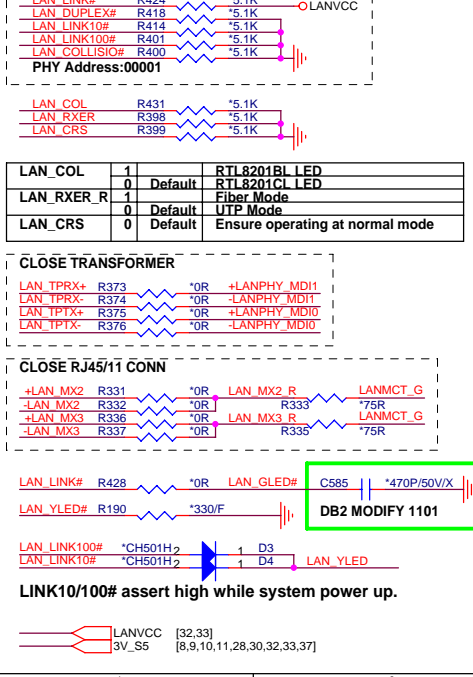 LAN_LINK# R424 *5.1K LANVCC
LAN_DUPLEX# R418 *5.1K
LAN_LINK10# R414 *5.1K
LAN_LINK100# R401 *5.1K
LAN_COLLISIO# R400 *5.1K
PHY Address:00001
LAN_COL R431 *5.1K
LAN_RXER R398 *5.1K
LAN_CRS R399 *5.1K
LAN_COL 1 RTL8201BL LED
0 Default RTL8201CL LED
LAN_RXER_R 1 Fiber Mode
0 Default UTP Mode
LAN_CRS 0 Default Ensure operating at normal mode
CLOSE TRANSFORMER
LAN_TPRX+ R373 *0R +LANPHY_MDI1
LAN_TPRX- R374 *0R -LANPHY_MDI1
LAN_TPTX+ R375 *0R +LANPHY_MDI0
LAN_TPTX- R376 *0R -LANPHY_MDI0
CLOSE RJ45/11 CONN
+LAN_MX2 R331 *0R LAN_MX2_R LANMCT_G
-LAN_MX2 R332 *0R R333 *75R
+LAN_MX3 R336 *0R LAN_MX3_R LANMCT_G
-LAN_MX3 R337 *0R R335 *75R
LAN_LINK# R428 *0R LAN_GLED# C585 *470P/50V/X
LAN_YLED# R190 *330/F DB2 MODIFY 1101
LAN_LINK100# *CH501H 2 1 D3
LAN_LINK10# *CH501H 2 1 D4 LAN_YLED
LINK10/100# assert high while system power up.
LANVCC [32,33]
3V_S5 [8,9,10,11,28,30,32,33,37]